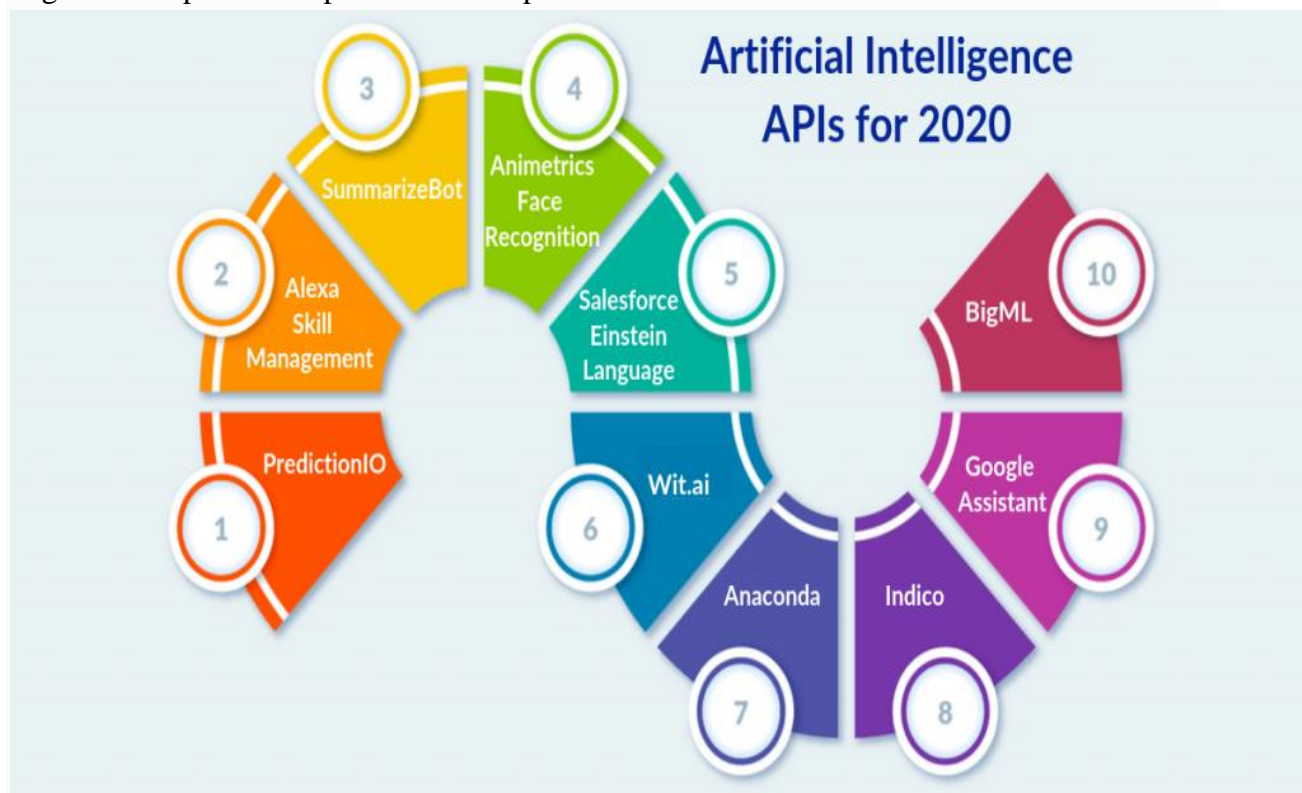 Artificial Intelligence
APIs for 2020
1
PredictionIO
2
Alexa
Skill
Management
3
SummarizeBot
4
Animetrics
Face
Recognition
5
Salesforce
Einstein
Language
6
Wit.ai
7
Anaconda
8
Indico
9
Google
Assistant
10
BigML